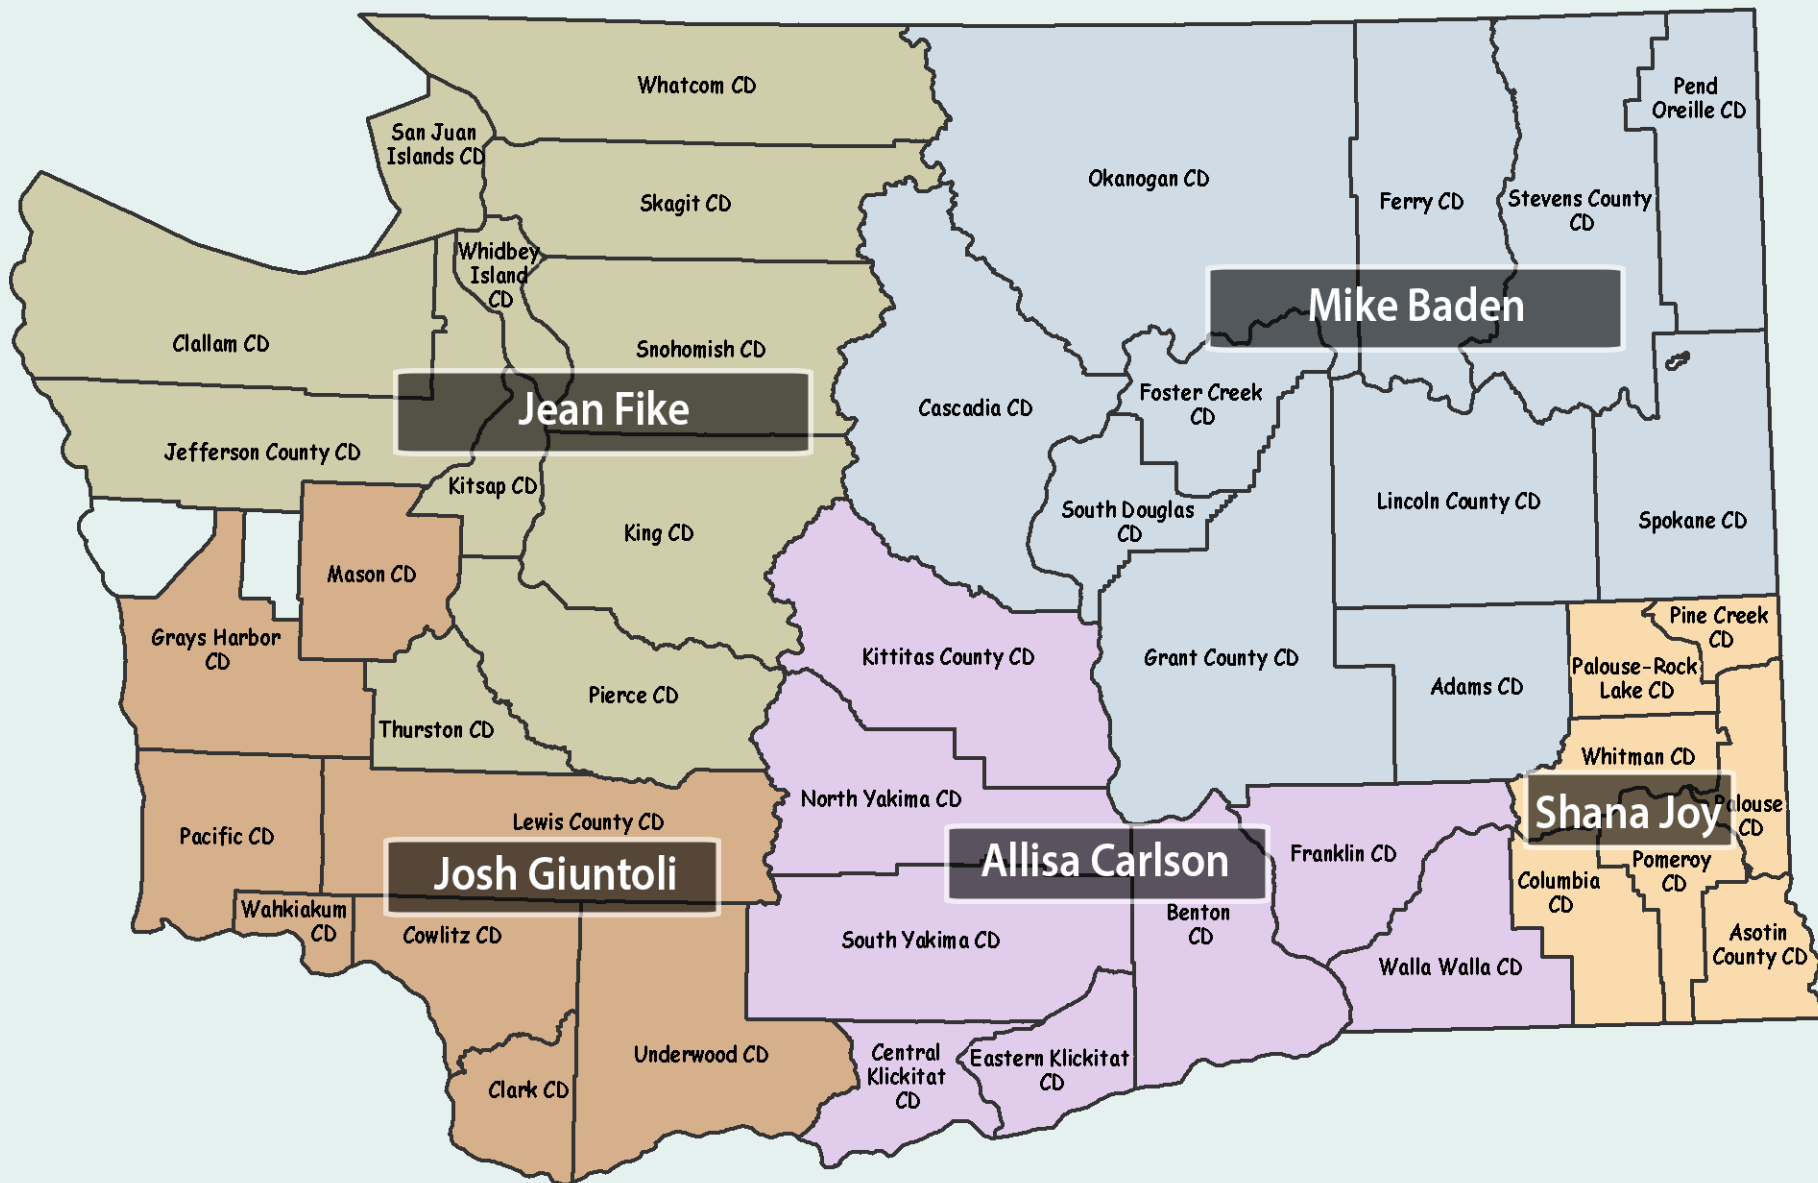 Whatcom CD
San Juan
Islands CD
Skagit CD
Whidbey
Island
CD
Clallam CD
Snohomish CD
Jean Fike
Jefferson County CD
Kitsap CD
King CD
Mason CD
Grays Harbor
CD
Pierce CD
Thurston CD
Pacific CD
Lewis County CD
Josh Giuntoli
Wahkiakum
CD
Cowlitz CD
Clark CD
Underwood CD
Okanogan CD
Ferry CD
Stevens County
CD
Pend
Oreille CD
Mike Baden
Cascadia CD
Foster Creek
CD
South Douglas
CD
Lincoln County CD
Spokane CD
Grant County CD
Adams CD
Kittitas County CD
North Yakima CD
Allisa Carlson
South Yakima CD
Benton
CD
Franklin CD
Walla Walla CD
Central
Klickitat
CD
Eastern Klickitat
CD
Pine Creek
CD
Palouse-Rock
Lake CD
Whitman CD
Shana Joy
Palouse
CD
Pomeroy
CD
Columbia
CD
Asotin
County CD